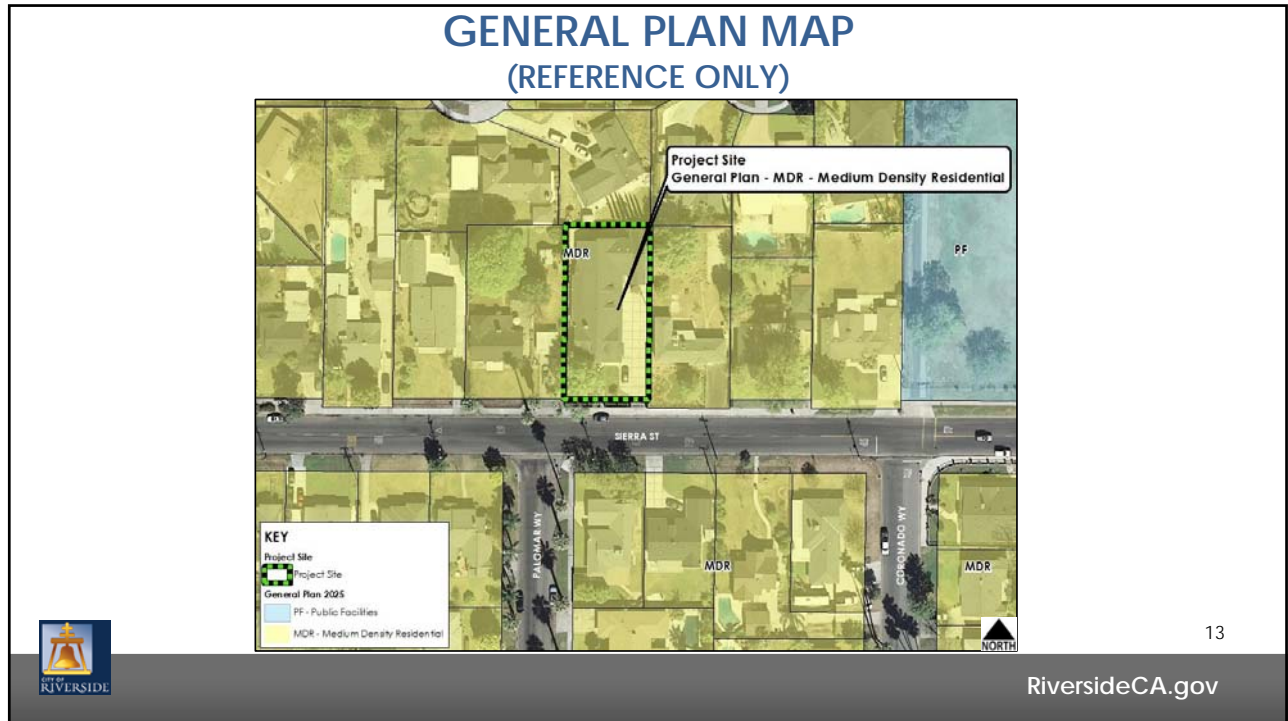 GENERAL PLAN MAP
(REFERENCE ONLY)
Project Site
General Plan - MDR - Medium Density Residential
MDR
PF
SIERRA ST
PALOMAR WY
CORONADO WY
MDR
MDR
KEY
Project Site
Project Site
General Plan 2025
PF - Public Facilities
MDR - Medium Density Residential
NORTH
13
CITY OF
RIVERSIDE
RiversideCA.gov